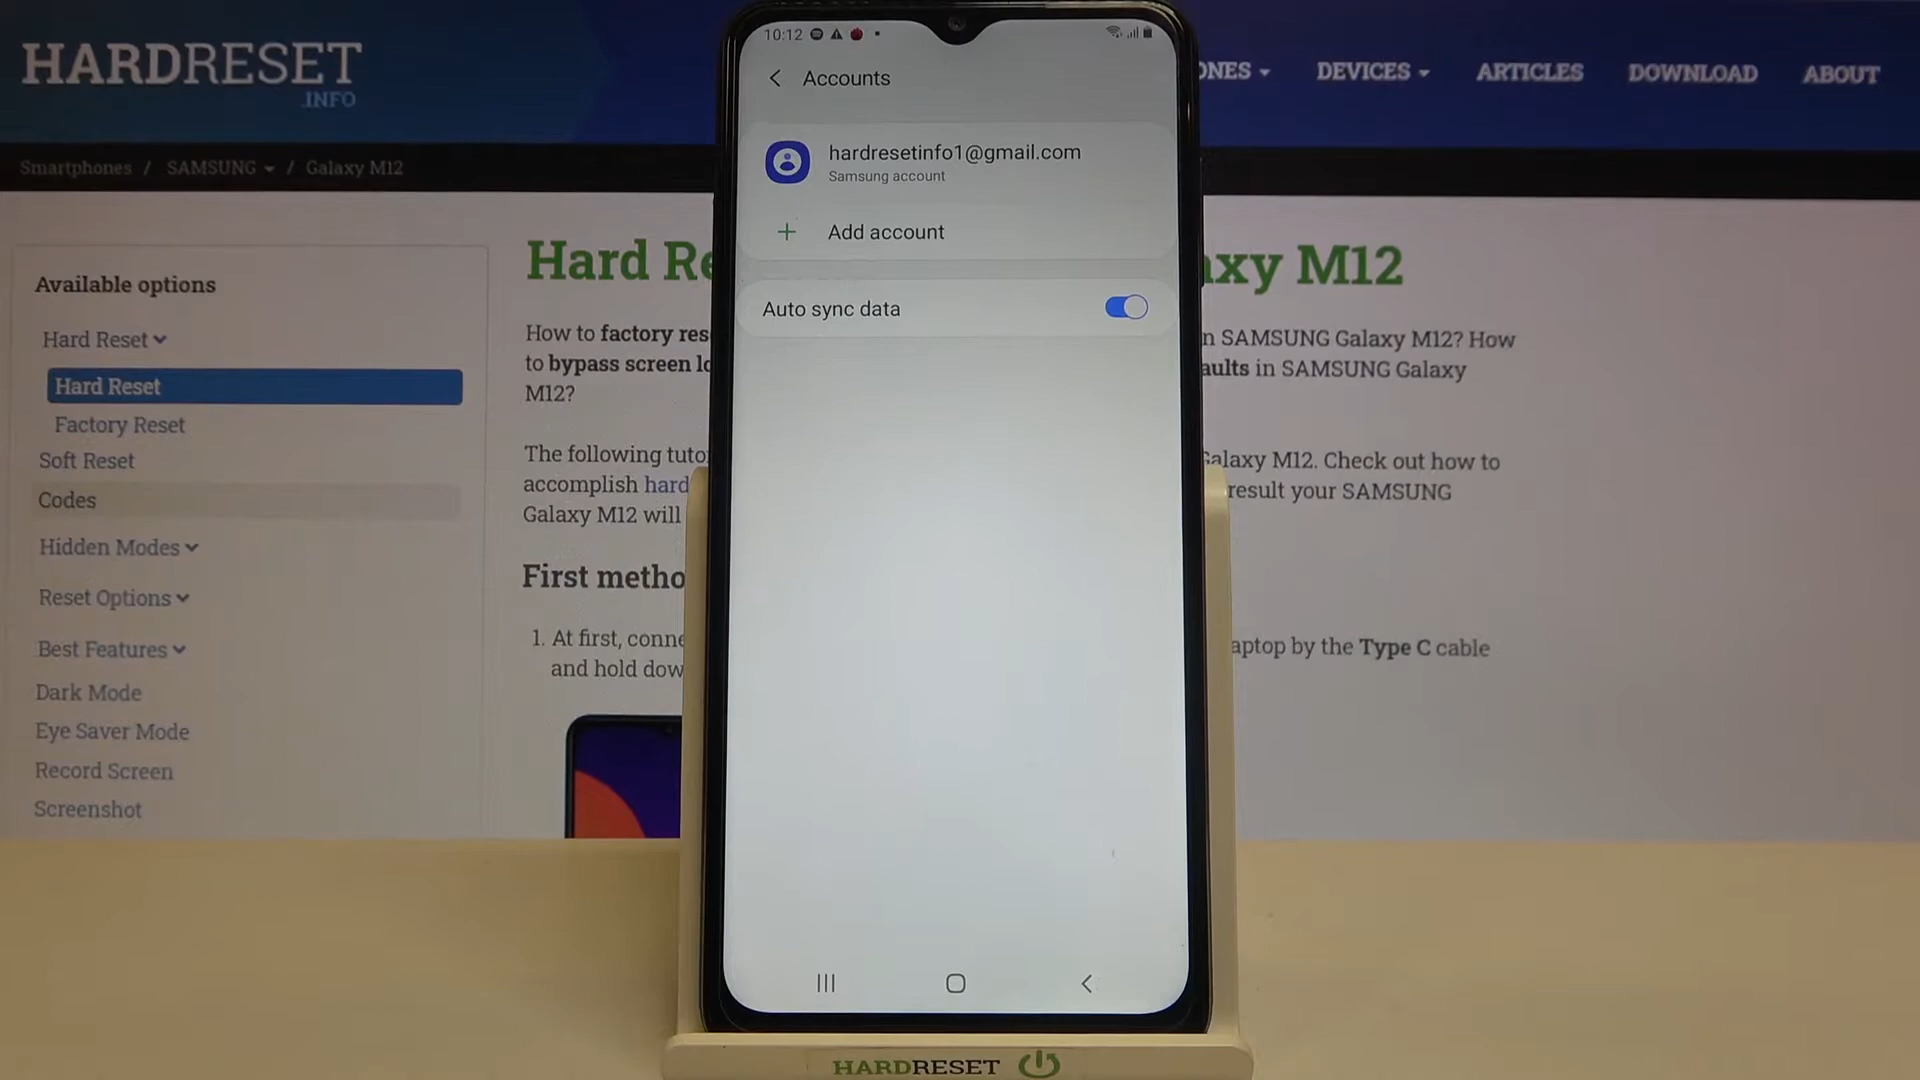 HARDRESET
.INFO
ONES
DEVICES
ARTICLES
DOWNLOAD
ABOUT
Smartphones / SAMSUNG / Galaxy M12
Available options
Hard Reset
Hard Reset
Factory Reset
Soft Reset
Codes
Hidden Modes
Reset Options
Best Features
Dark Mode
Eye Saver Mode
Record Screen
Screenshot
Hard Re
axy M12
How to factory res
n SAMSUNG Galaxy M12? How
to bypass screen lo
aults in SAMSUNG Galaxy
M12?
The following tuto
Galaxy M12. Check out how to
accomplish hard
result your SAMSUNG
Galaxy M12 will
First metho
1. At first, conne
aptop by the Type C cable
and hold dow
10:12
Accounts
hardresetinfo1@gmail.com
Samsung account
+ Add account
Auto sync data
HARDRESET